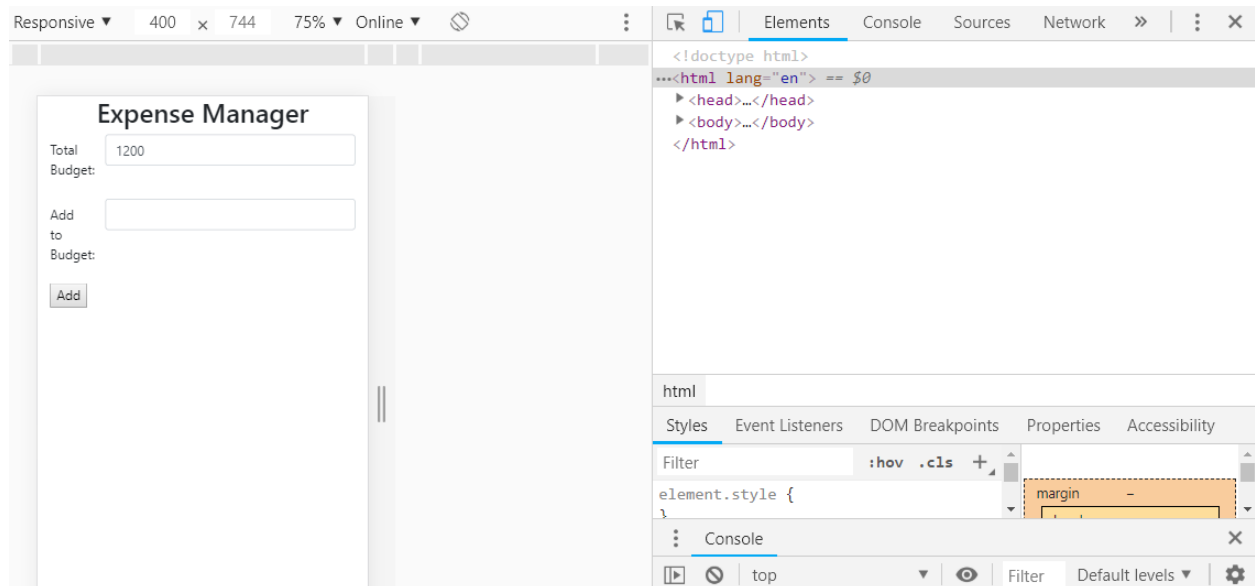 Responsive ▼ 400 × 744 75% ▼ Online ▼
Expense Manager
Total Budget: 1200
Add to Budget:
Add
Elements Console Sources Network »
<!doctype html>
…<html lang="en"> == $0
<head>…</head>
<body>…</body>
</html>
html
Styles Event Listeners DOM Breakpoints Properties Accessibility
Filter :hov .cls +
element.style {
}
margin –
Console
top ▼ Filter Default levels ▼